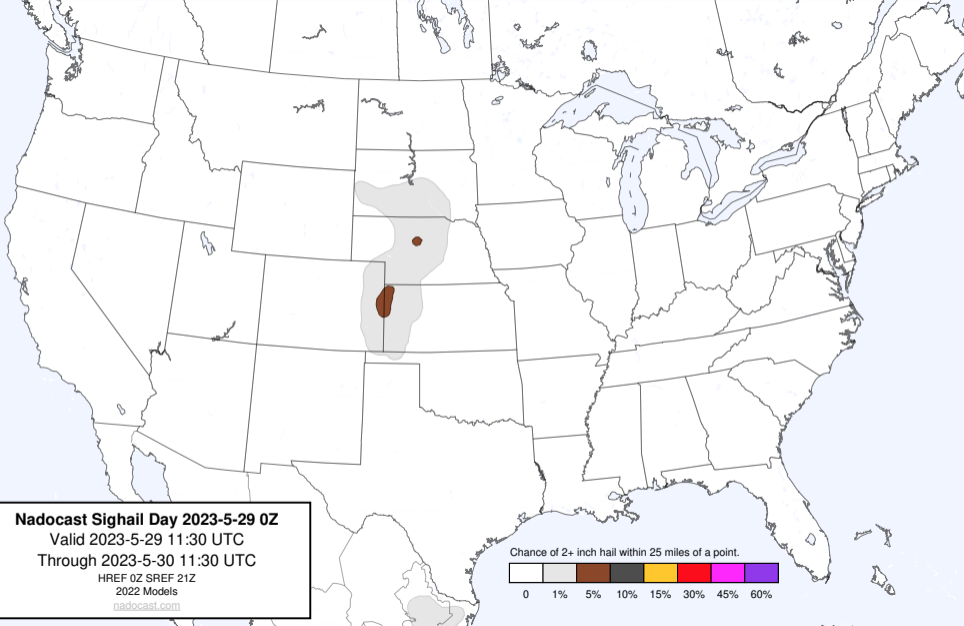 Nadocast Sighail Day 2023-5-29 0Z
Valid 2023-5-29 11:30 UTC
Through 2023-5-30 11:30 UTC
HREF 0Z SREF 21Z
2022 Models
nadocast.com
Chance of 2+ inch hail within 25 miles of a point.
0 1% 5% 10% 15% 30% 45% 60%